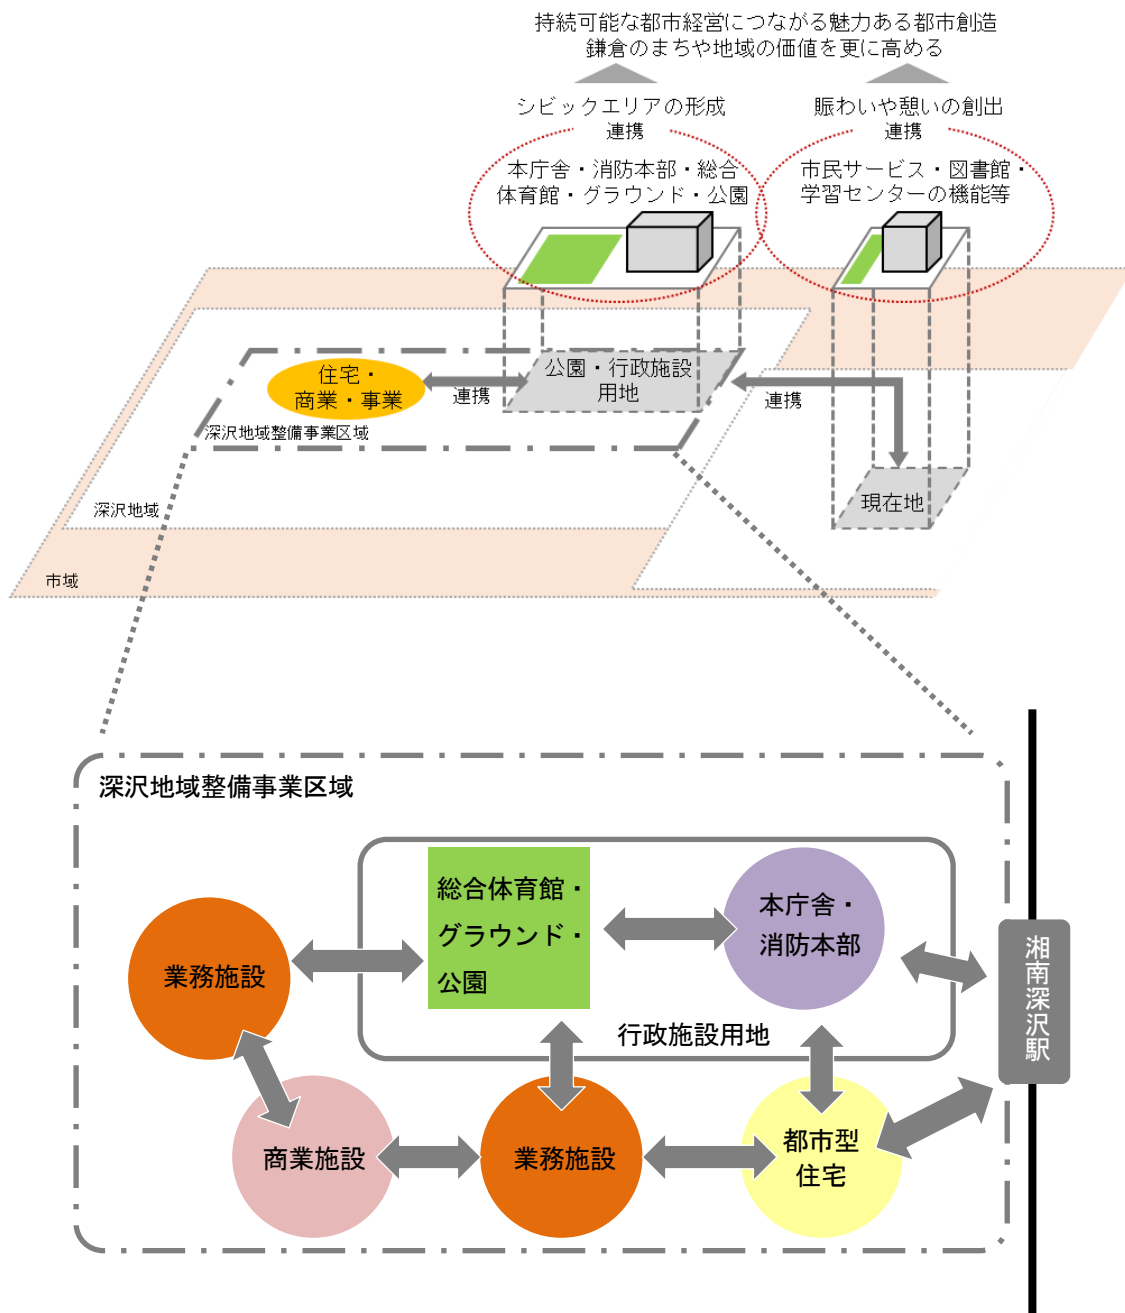 持続可能な都市経営につながる魅力ある都市創造
鎌倉のまちや地域の価値を更に高める
シビックエリアの形成
連携
本庁舎・消防本部・総合
体育館・グラウンド・公園
賑わいや憩いの創出
連携
市民サービス・図書館・
学習センターの機能等
住宅・
商業・事業
連携
公園・行政施設
用地
連携
深沢地域整備事業区域
深沢地域
現在地
市域
深沢地域整備事業区域
総合体育館・
グラウンド・
公園
本庁舎・
消防本部
業務施設
行政施設用地
湘南深沢駅
商業施設
業務施設
都市型
住宅